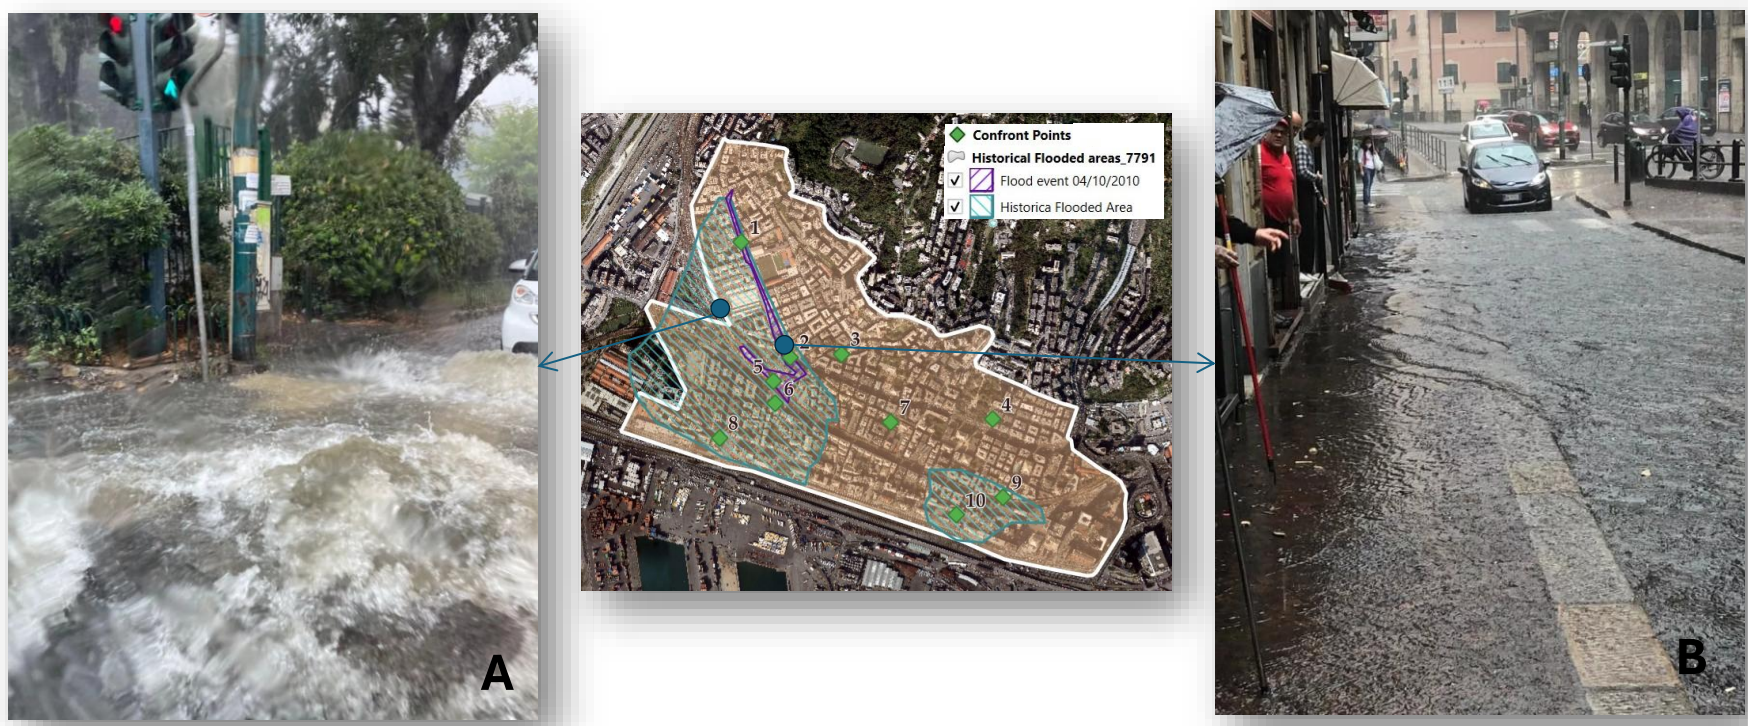 A
Confront Points
Historical Flooded areas_7791
Flood event 04/10/2010
Historica Flooded Area
1
2
3
5
6
4
7
8
9
10
B